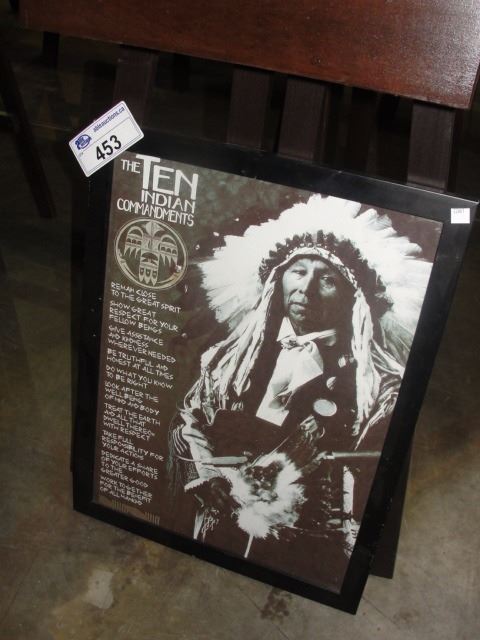 ableauctions.ca
453
THE TEN
INDIAN
COMMANDMENTS
REMAIN CLOSE
TO THE GREAT SPIRIT
SHOW GREAT
RESPECT FOR YOUR
FELLOW BEINGS
GIVE ASSISTANCE
AND KINDNESS
WHEREVER NEEDED
BE TRUTHFUL AND
HONEST AT ALL TIMES
DO WHAT YOU KNOW
TO BE RIGHT
LOOK AFTER THE
WELL BEING
OF MIND AND BODY
TREAT THE EARTH
AND ALL THAT
DWELL THEREON
WITH RESPECT
TAKE FULL
RESPONSIBILITY FOR
YOUR ACTIONS
DEDICATE A SHARE
OF YOUR EFFORTS
TO THE
GREATER GOOD
WORK TOGETHER
FOR THE BENEFIT
OF ALL MANKIND